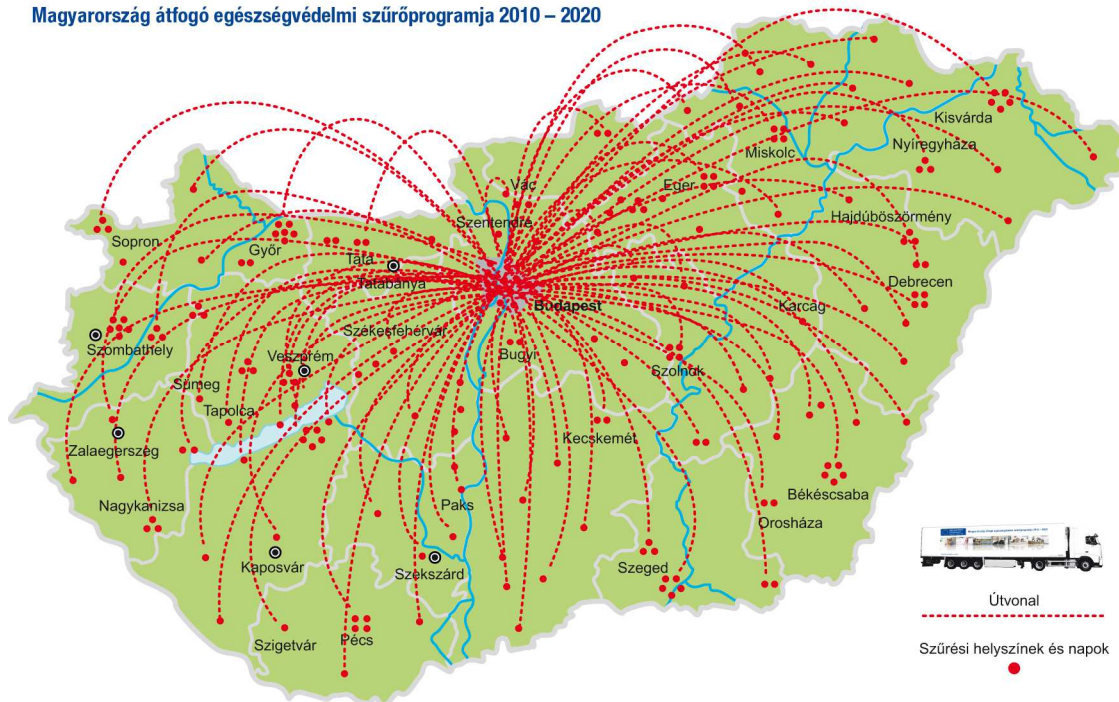 Magyarország átfogó egészségvédelmi szűrőprogramja 2010 – 2020
Kisvárda
Miskolc
Nyíregyháza
Vác
Eger
Szentendre
Hajdúböszörmény
Sopron
Győr
Tata
Tatabánya
Debrecen
Budapest
Karcag
Székesfehérvár
Szombathely
Veszprém
Bugyi
Szolnok
Sümeg
Tapolca
Kecskemét
Zalaegerszeg
Békéscsaba
Nagykanizsa
Paks
Orosháza
Kaposvár
Szekszárd
Szeged
Szigetvár
Pécs
Útvonal
Szűrési helyszínek és napok